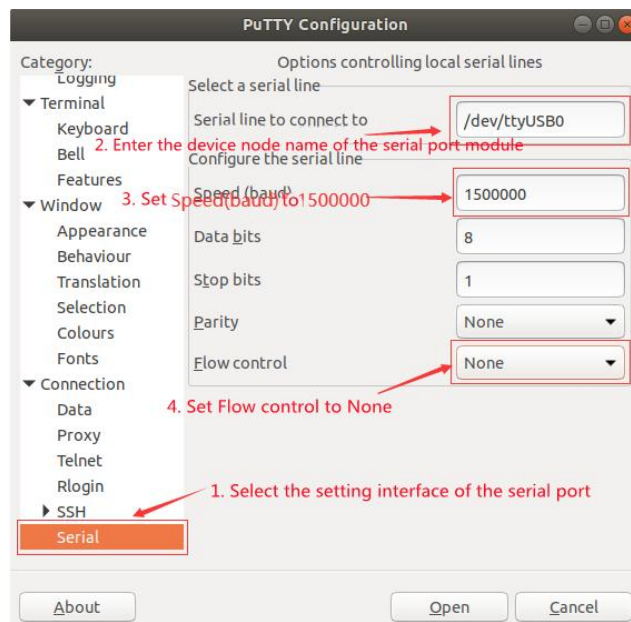 PuTTY Configuration
Category:
Options controlling local serial lines
Logging
Select a serial line
Terminal
Serial line to connect to
/dev/ttyUSB0
Keyboard
2. Enter the device node name of the serial port module
Bell
Configure the serial line
Features
Speed (baud)
1500000
3. Set Speed(baud) to 1500000
Window
Appearance
Data bits
8
Behaviour
Translation
Stop bits
1
Selection
Parity
None
Colours
Fonts
Flow control
None
Connection
Data
4. Set Flow control to None
Proxy
Telnet
Rlogin
1. Select the setting interface of the serial port
SSH
Serial
About
Open
Cancel